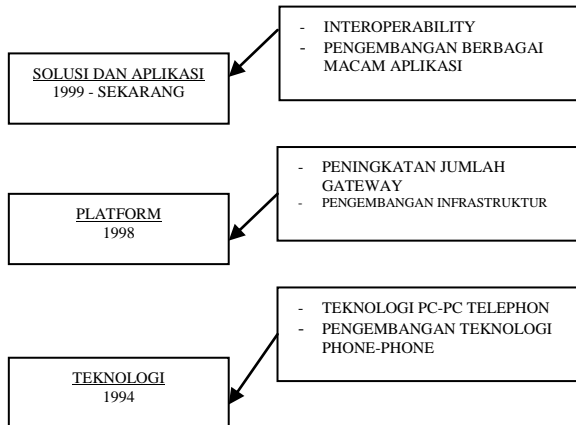 - INTEROPERABILITY
- PENGEMBANGAN BERBAGAI
MACAM APLIKASI
SOLUSI DAN APLIKASI
1999 - SEKARANG
- PENINGKATAN JUMLAH
GATEWAY
- PENGEMBANGAN INFRASTRUKTUR
PLATFORM
1998
- TEKNOLOGI PC-PC TELEPHON
- PENGEMBANGAN TEKNOLOGI
PHONE-PHONE
TEKNOLOGI
1994